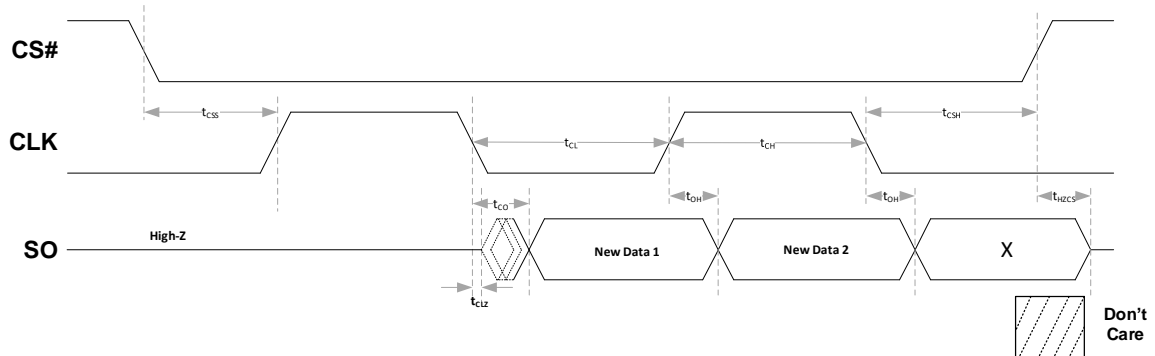 CS#
tCSS
tCSH
CLK
tCL
tCH
tCO
tOH
tOH
tHZCS
High-Z
SO
New Data 1
New Data 2
X
tCLZ
Don't
Care